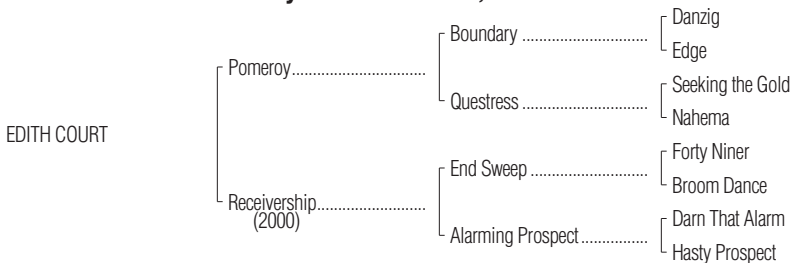 Danzig
Boundary ..............................
Edge
Pomeroy................................
Seeking the Gold
Questress ..............................
Nahema
EDITH COURT
Forty Niner
End Sweep ............................
Broom Dance
Receivership..........................
(2000)
Darn That Alarm
Alarming Prospect................
Hasty Prospect